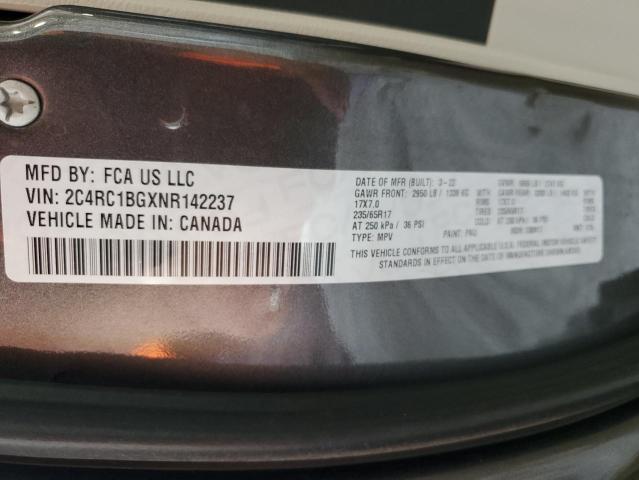 MFD BY: FCA US LLC
VIN: 2C4RC1BGXNR142237
VEHICLE MADE IN: CANADA
DATE OF MFR (BUILT): 3-22
GAWR FRONT: 2950 LB / 1338 KG
17X7.0
235/65R17
AT 250 kPa / 36 PSI
TYPE: MPV PAINT: PAU
THIS VEHICLE CONFORMS TO ALL APPLICABLE U.S.A. FEDERAL MOTOR VEHICLE
STANDARDS IN EFFECT ON THE DATE OF MANUFACTURE SHOWN ABOVE.